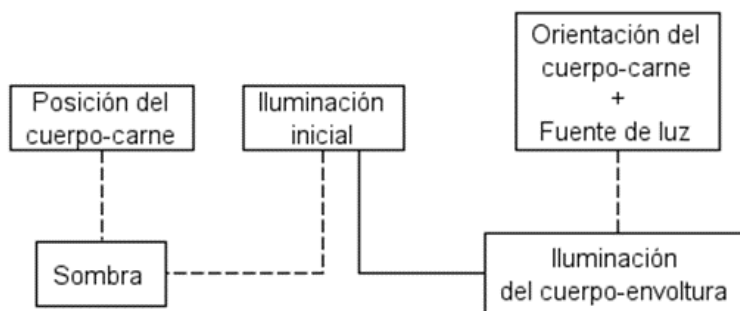 Posición del
cuerpo-carne
Iluminación
inicial
Orientación del
cuerpo-carne
+
Fuente de luz
Sombra
Iluminación
del cuerpo-envoltura